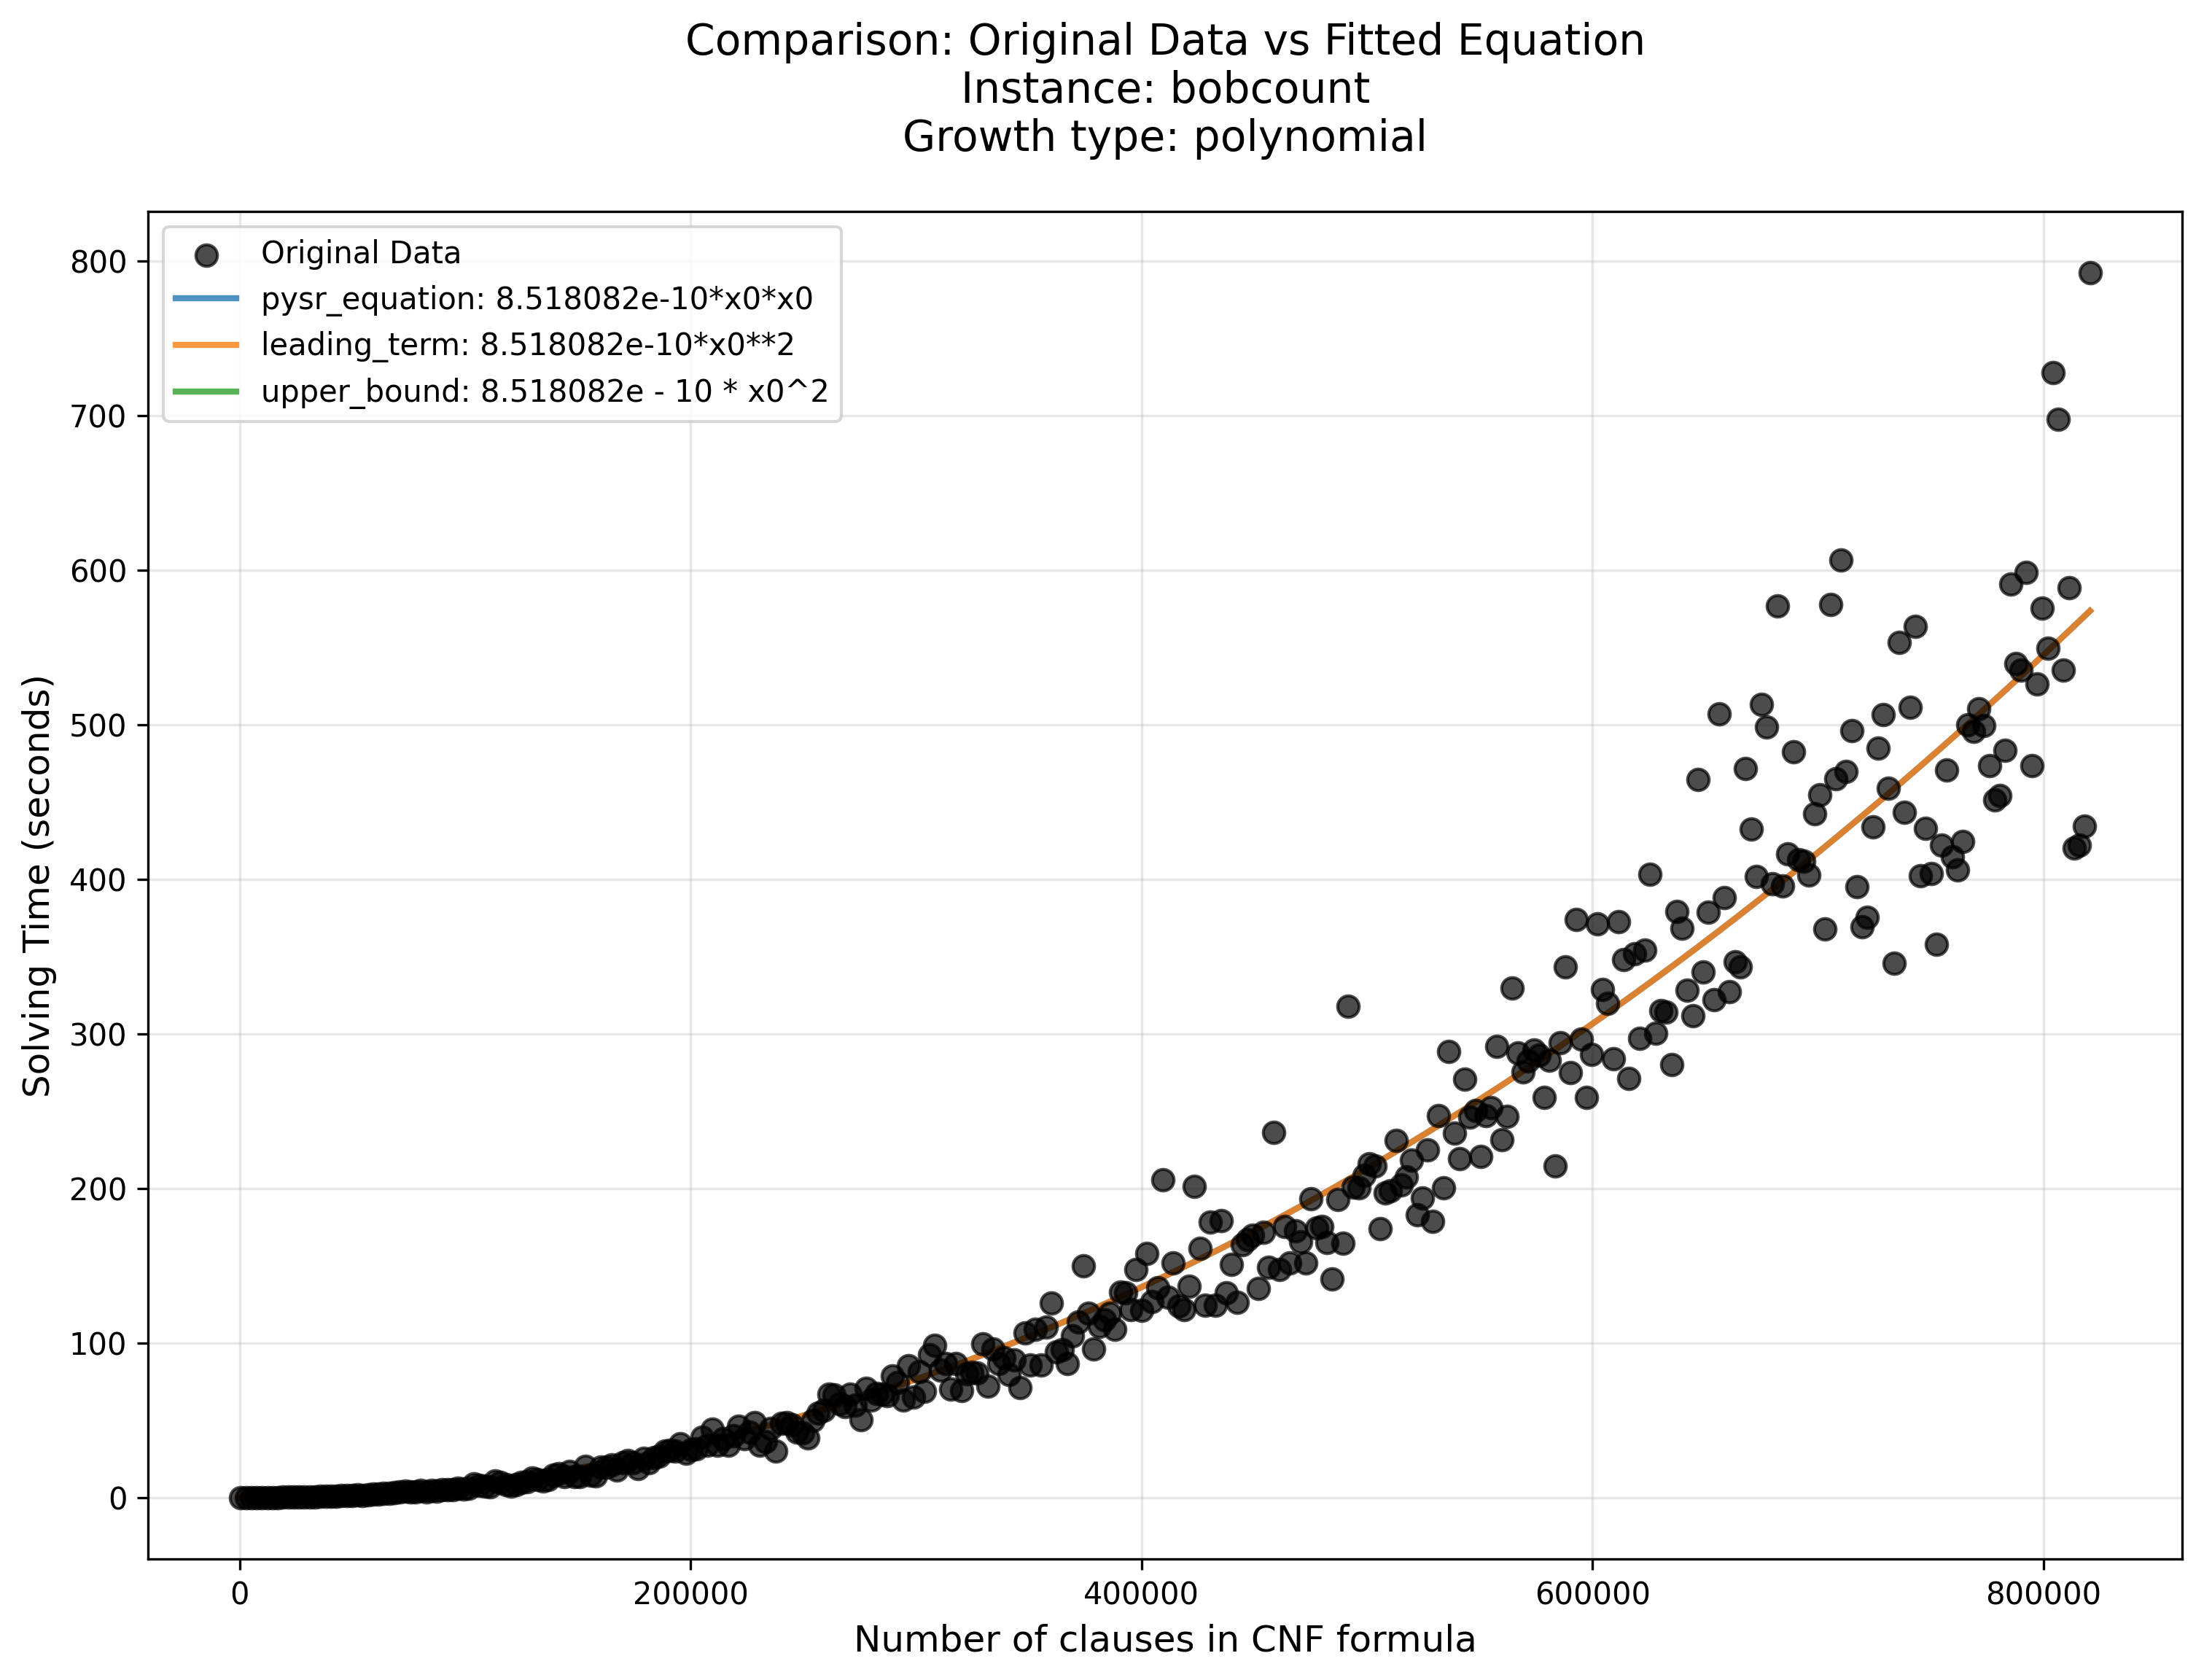 Comparison: Original Data vs Fitted Equation
Instance: bobcount
Growth type: polynomial
Original Data
pysr_equation: 8.518082e-10*x0*x0
leading_term: 8.518082e-10*x0**2
upper_bound: 8.518082e - 10 * x0^2
Solving Time (seconds)
800
700
600
500
400
300
200
100
0
0 200000 400000 600000 800000
Number of clauses in CNF formula